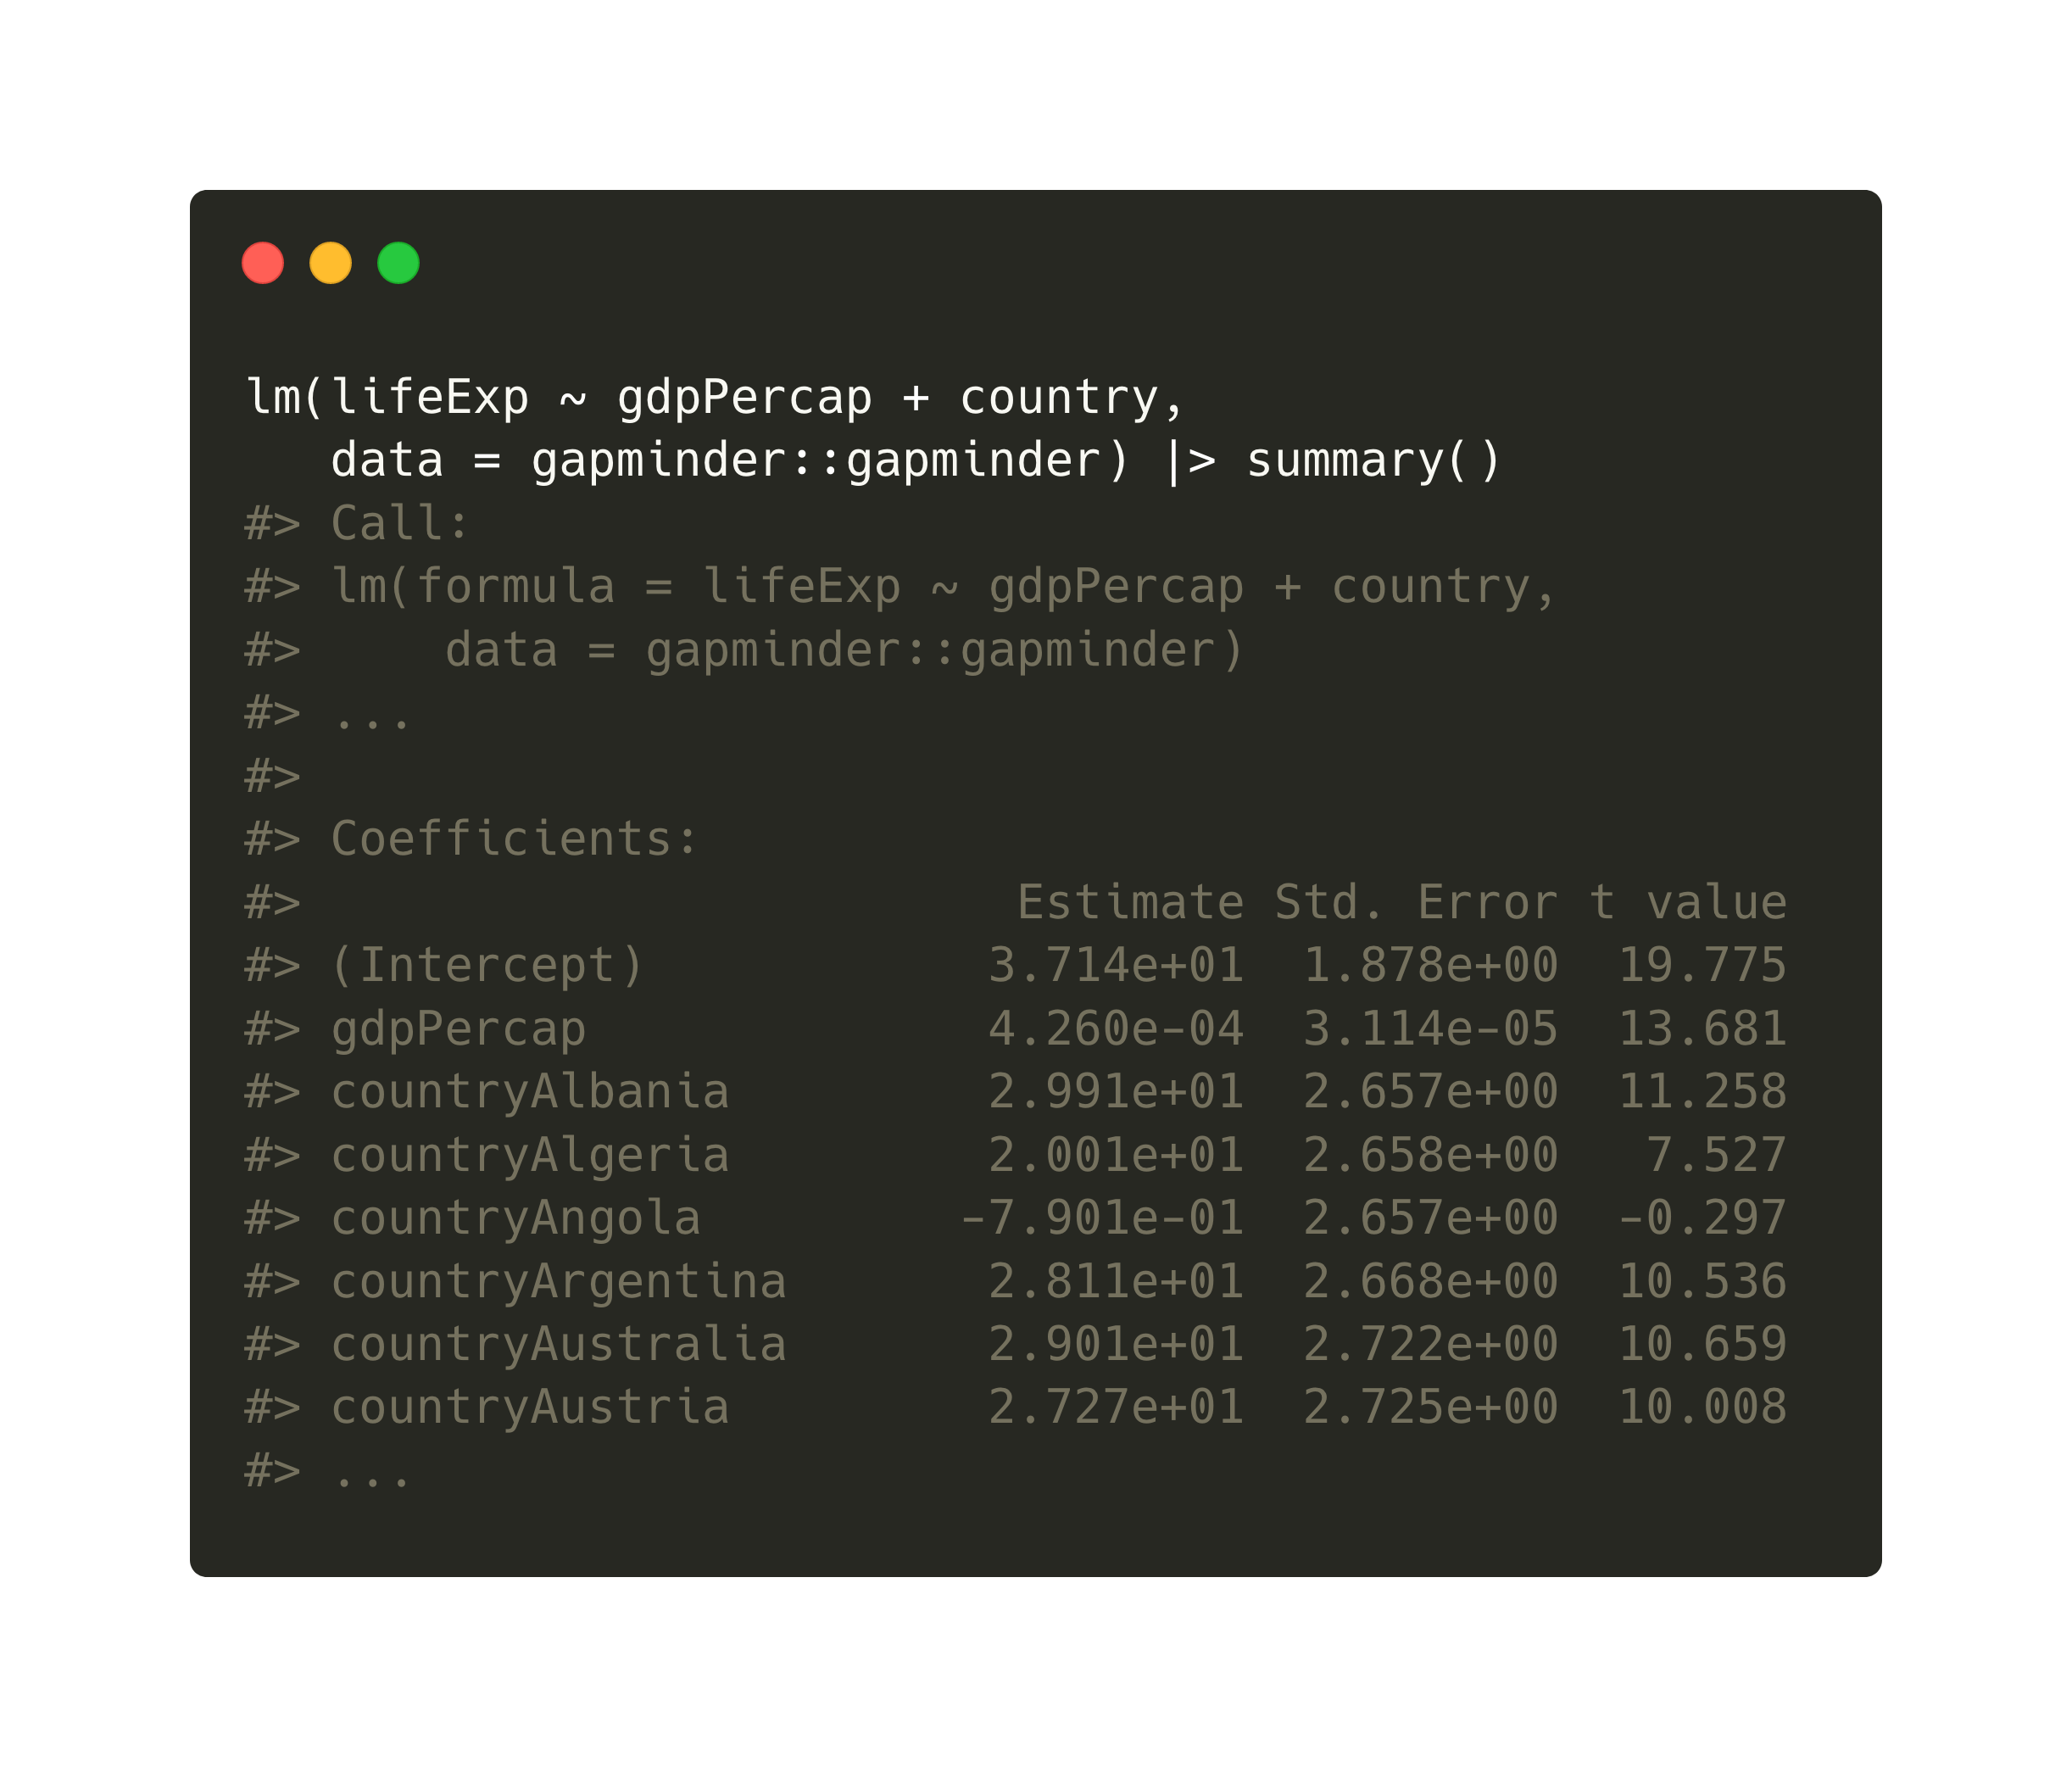 lm(lifeExp ~ gdpPercap + country,
   data = gapminder::gapminder) |> summary()
#> Call:
#> lm(formula = lifeExp ~ gdpPercap + country,
#>     data = gapminder::gapminder)
#> ...
#>
#> Coefficients:
#>                         Estimate Std. Error t value
#> (Intercept)            3.714e+01  1.878e+00  19.775
#> gdpPercap              4.260e-04  3.114e-05  13.681
#> countryAlbania         2.991e+01  2.657e+00  11.258
#> countryAlgeria         2.001e+01  2.658e+00   7.527
#> countryAngola         -7.901e-01  2.657e+00  -0.297
#> countryArgentina       2.811e+01  2.668e+00  10.536
#> countryAustralia       2.901e+01  2.722e+00  10.659
#> countryAustria         2.727e+01  2.725e+00  10.008
#> ...